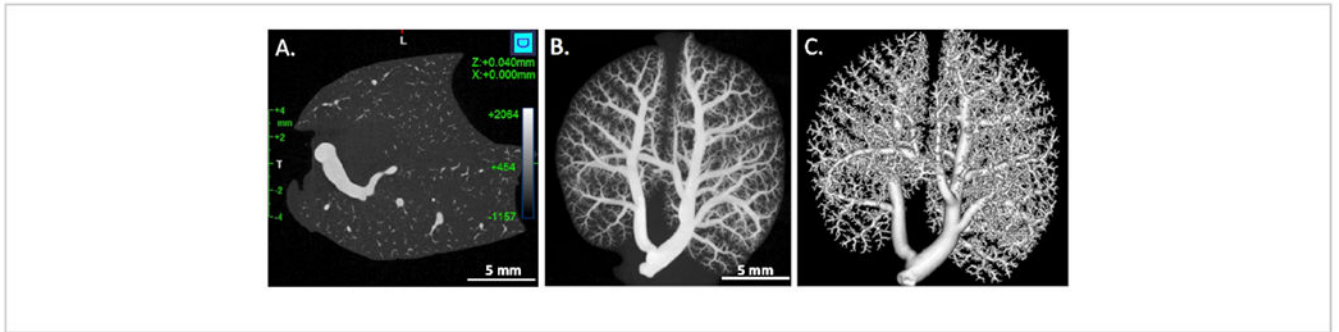 A.
L
Z:+0.040mm
X:+0.000mm
+4
mm
+2
T
-2
-4
+2064
+454
-1157
5 mm
B.
5 mm
C.